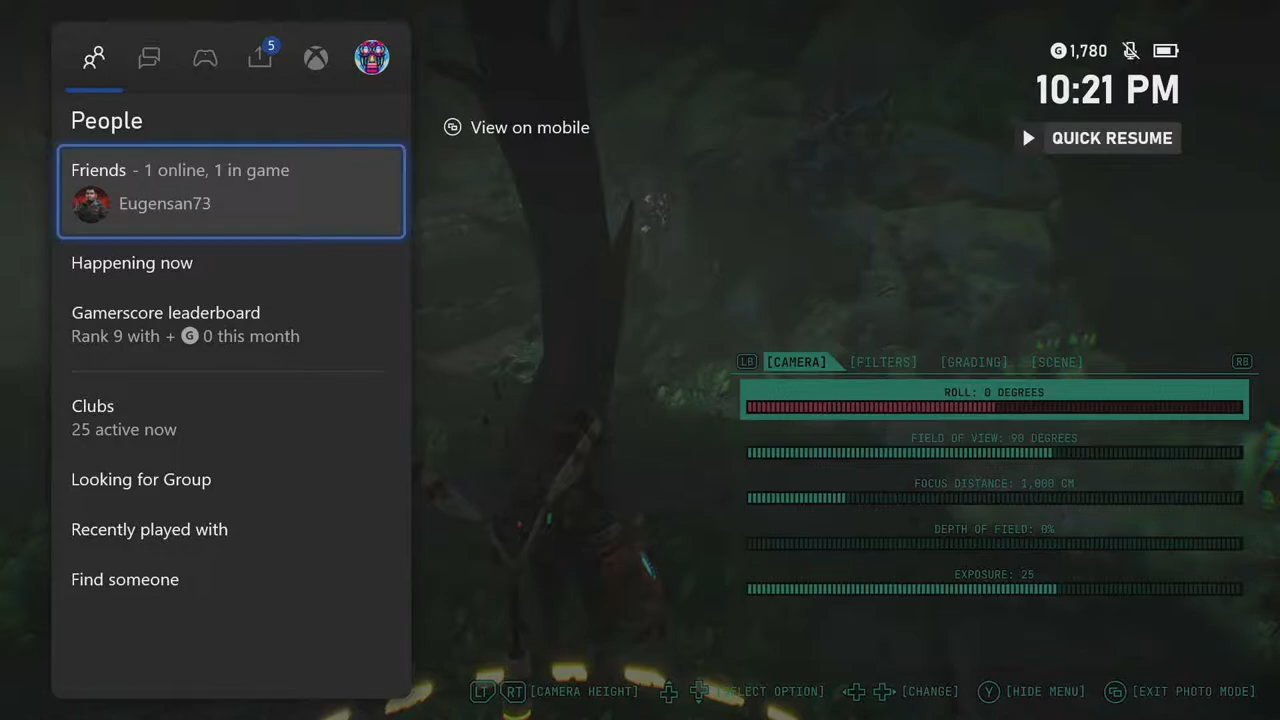 5
People
Friends - 1 online, 1 in game
Eugensan73
Happening now
Gamerscore leaderboard
Rank 9 with + G 0 this month
Clubs
25 active now
Looking for Group
Recently played with
Find someone
View on mobile
G 1,780
10:21 PM
QUICK RESUME
LB [CAMERA] [FILTERS] [GRADING] [SCENE] RB
ROLL: 0 DEGREES
FIELD OF VIEW: 90 DEGREES
FOCUS DISTANCE: 1,000 CM
DEPTH OF FIELD: 0%
EXPOSURE: 25
LT RT [CAMERA HEIGHT] [SELECT OPTION] [CHANGE] Y [HIDE MENU] [EXIT PHOTO MODE]